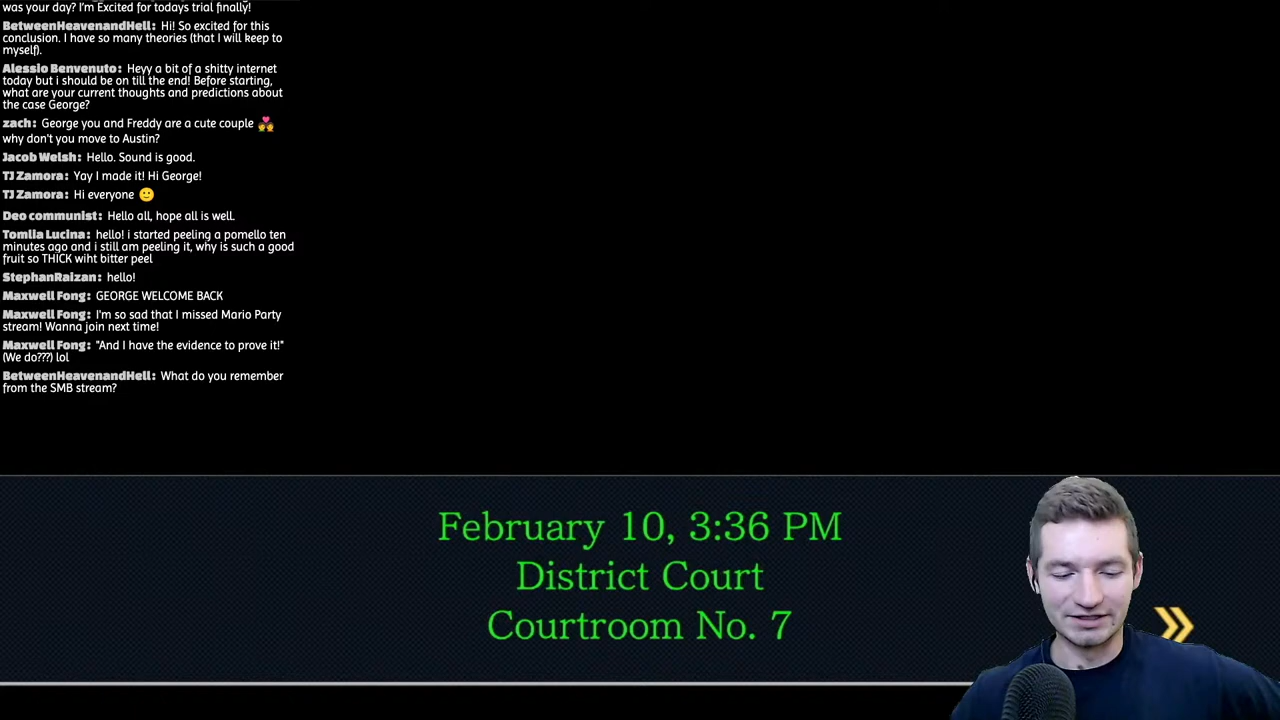 was your day? I'm Excited for todays trial finally!
BetweenHeavenandHell: Hi! So excited for this
conclusion. I have so many theories (that I will keep to
myself).
Alessio Benvenuto: Heyy a bit of a shitty internet
today but i should be on till the end! Before starting,
what are your current thoughts and predictions about
the case George?
zach: George you and Freddy are a cute couple 💑
why don't you move to Austin?
Jacob Welsh: Hello. Sound is good.
TJ Zamora: Yay I made it! Hi George!
TJ Zamora: Hi everyone 🙂
Deo communist: Hello all, hope all is well.
Tomlia Lucina: hello! i started peeling a pomello ten
minutes ago and i still am peeling it, why is such a good
fruit so THICK wiht bitter peel
StephanRaizan: hello!
Maxwell Fong: GEORGE WELCOME BACK
Maxwell Fong: I'm so sad that I missed Mario Party
stream! Wanna join next time!
Maxwell Fong: "And I have the evidence to prove it!"
(We do???) lol
BetweenHeavenandHell: What do you remember
from the SMB stream?
February 10, 3:36 PM
District Court
Courtroom No. 7